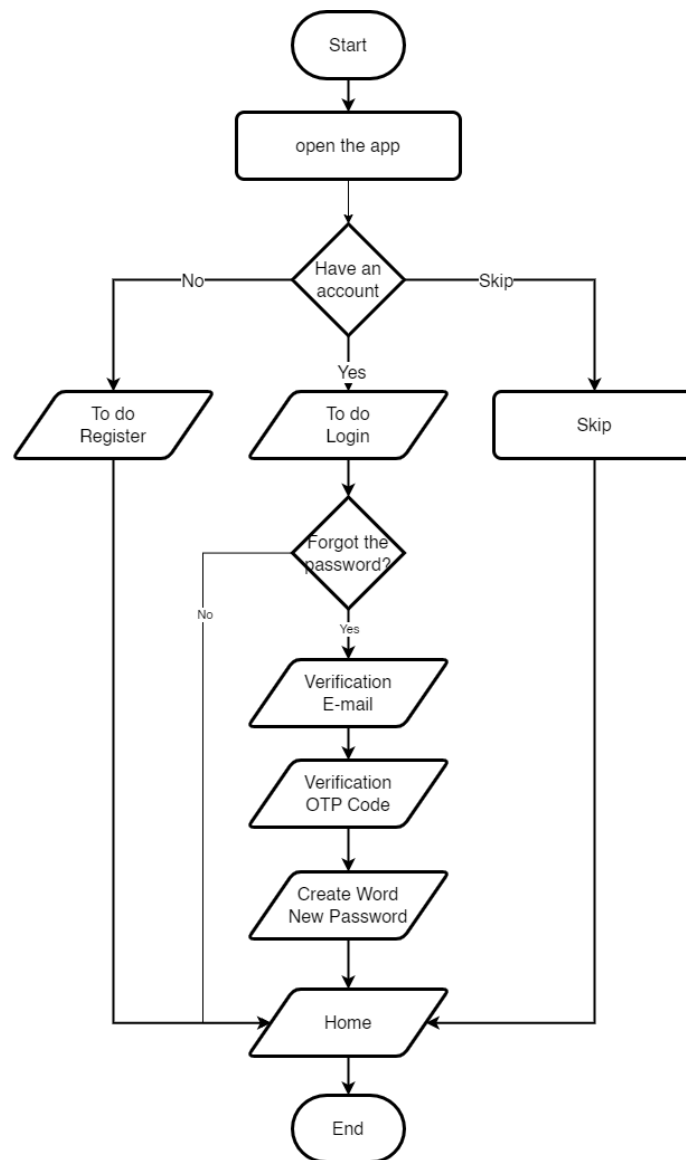 Start
open the app
Have an
account
No
Skip
Yes
To do
Register
To do
Login
Skip
Forgot the
password?
No
Yes
Verification
E-mail
Verification
OTP Code
Create Word
New Password
Home
End